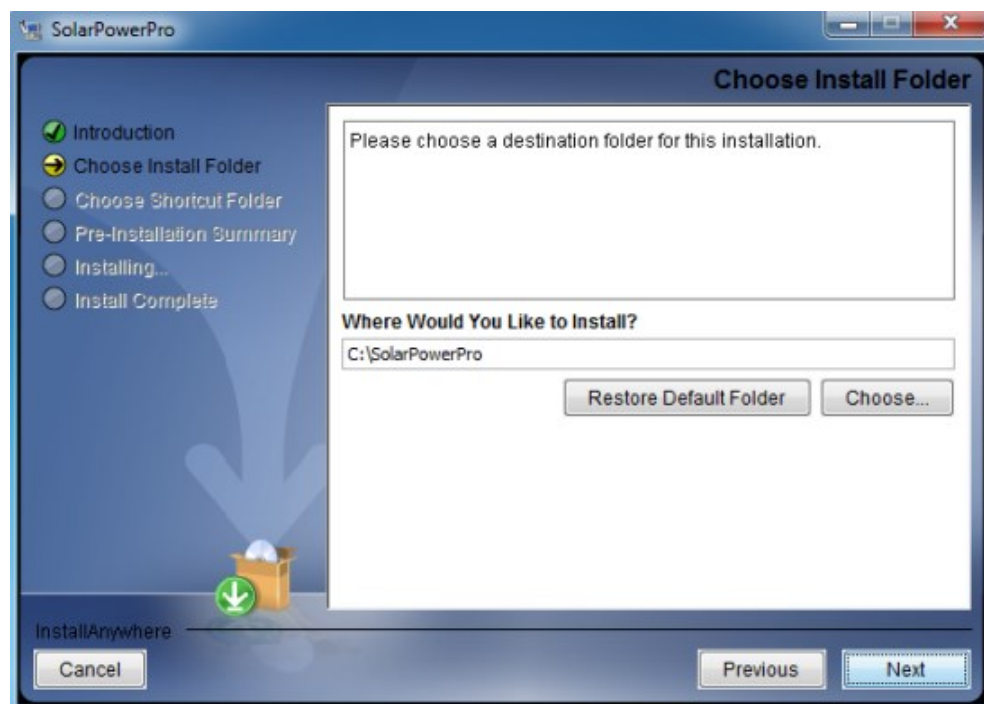 SolarPowerPro
Choose Install Folder
Introduction
Choose Install Folder
Choose Shortcut Folder
Pre-Installation Summary
Installing...
Install Complete
Please choose a destination folder for this installation.
Where Would You Like to Install?
C:\SolarPowerPro
Restore Default Folder
Choose...
InstallAnywhere
Cancel
Previous
Next